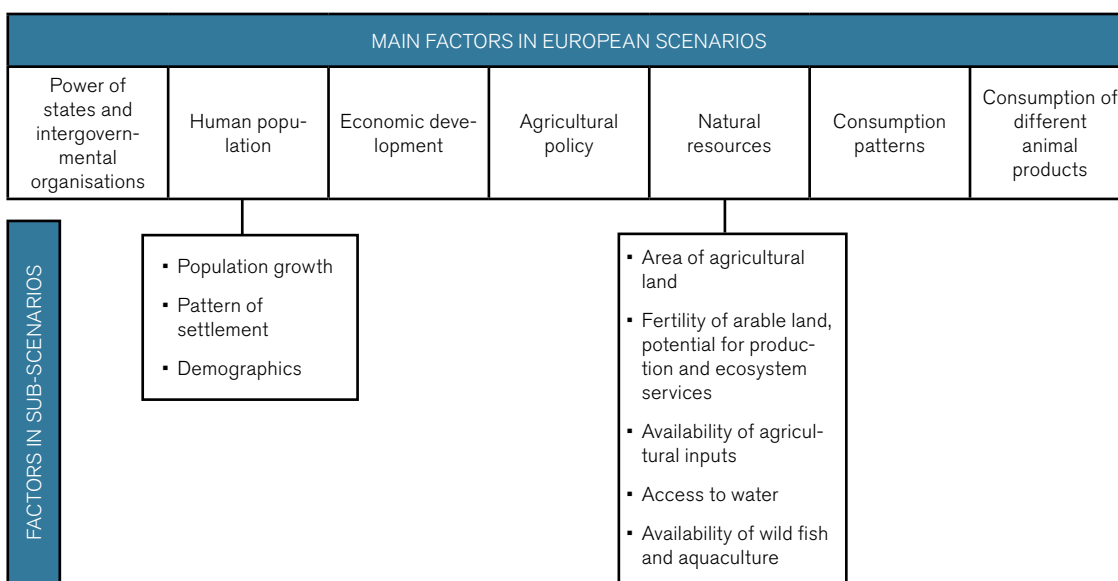 MAIN FACTORS IN EUROPEAN SCENARIOS
Power of
states and
intergovern-
mental
organisations
Human popu-
lation
Economic deve-
lopment
Agricultural
policy
Natural
resources
Consumption
patterns
Consumption of
different
animal
products
FACTORS IN SUB-SCENARIOS
▪ Population growth
▪ Pattern of
settlement
▪ Demographics
▪ Area of agricultural
land
▪ Fertility of arable land,
potential for produc-
tion and ecosystem
services
▪ Availability of agricul-
tural inputs
▪ Access to water
▪ Availability of wild fish
and aquaculture